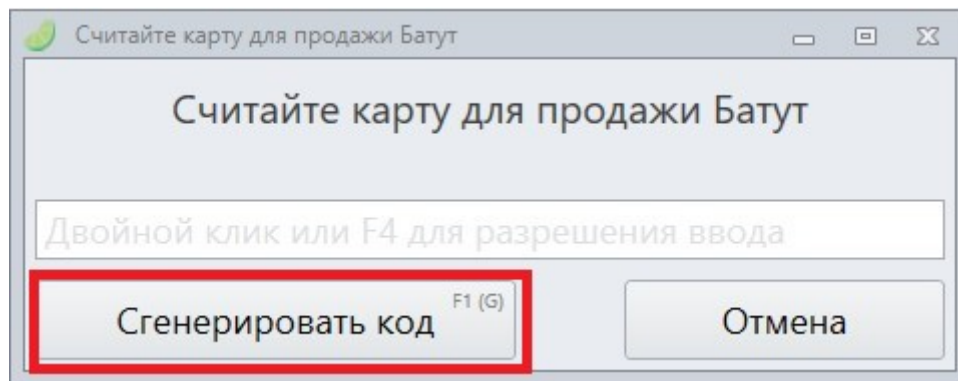 Считайте карту для продажи Батут
Считайте карту для продажи Батут
Двойной клик или F4 для разрешения ввода
Сгенерировать код F1 (G) Отмена